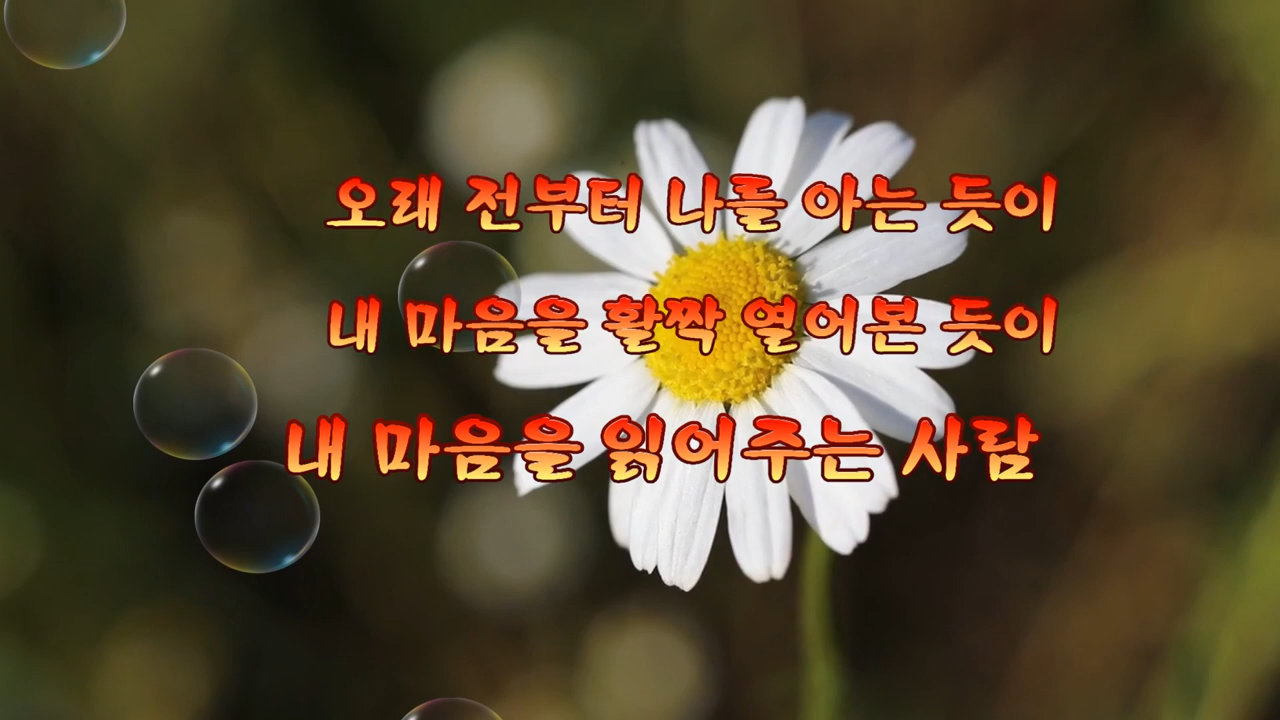 오래 전부터 나를 아는 듯이
내 마음을 활짝 열어본 듯이
내 마음을 읽어주는 사람